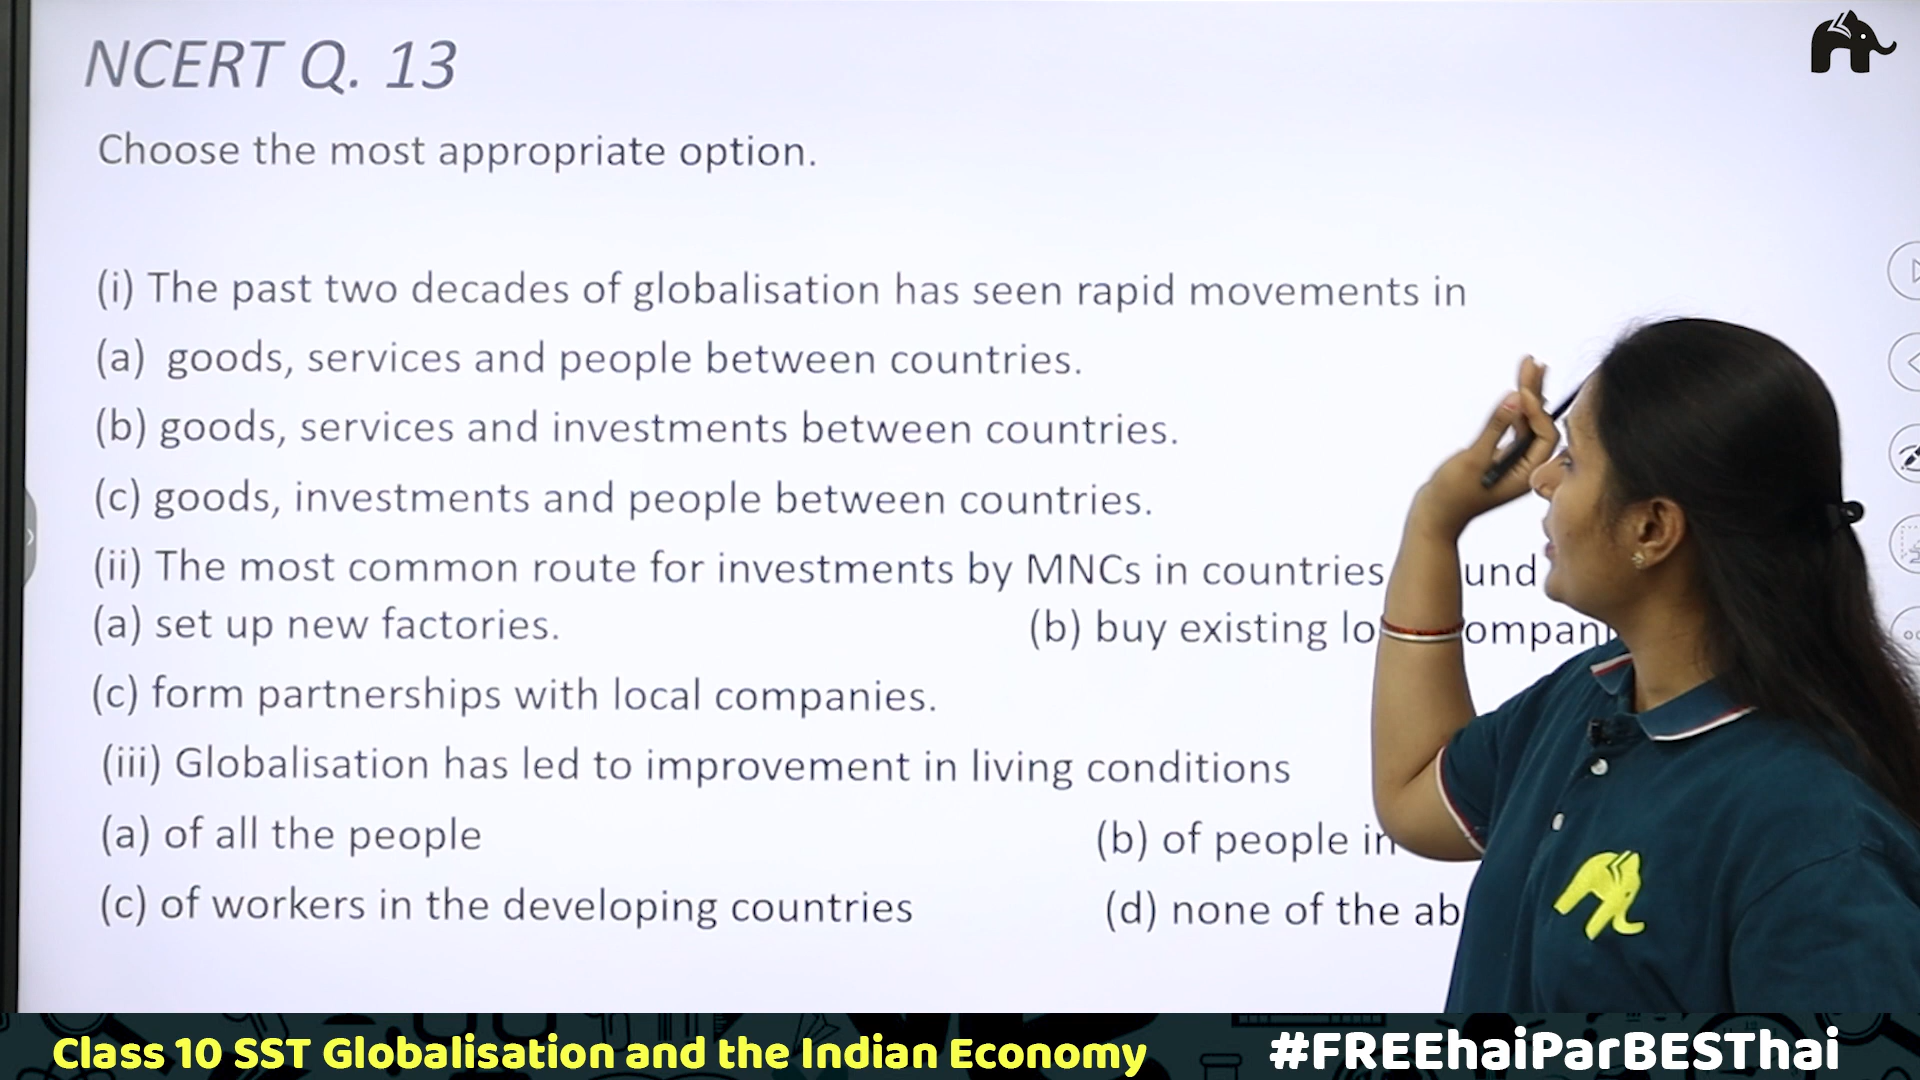 NCERT Q. 13
Choose the most appropriate option.
(i) The past two decades of globalisation has seen rapid movements in
(a) goods, services and people between countries.
(b) goods, services and investments between countries.
(c) goods, investments and people between countries.
(ii) The most common route for investments by MNCs in countries
(a) set up new factories. (b) buy existing
(c) form partnerships with local companies.
(iii) Globalisation has led to improvement in living conditions
(a) of all the people (b) of people in
(c) of workers in the developing countries (d) none of the
Class 10 SST Globalisation and the Indian Economy #FREEhaiParBESThai